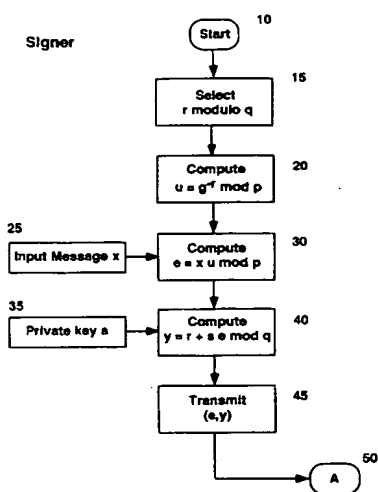 10
Signer
Start
15
Select
r modulo q
20
Compute
u = g⁻ʳ mod p
25
Input Message x
30
Compute
e = x u mod p
35
Private key s
40
Compute
y = r + s e mod q
45
Transmit
(e,y)
50
A